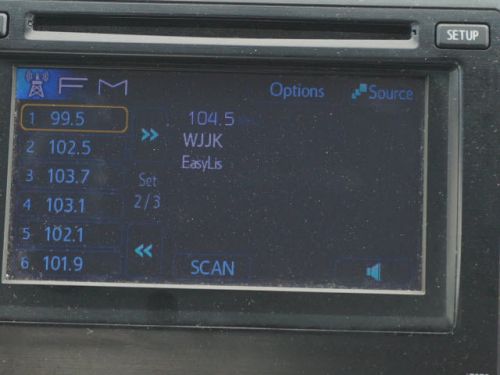 SETUP
FM
Options
Source
1 99.5
2 102.5
3 103.7
4 103.1
5 102.1
6 101.9
Set
2/3
104.5
WJJK
EasyLis
SCAN